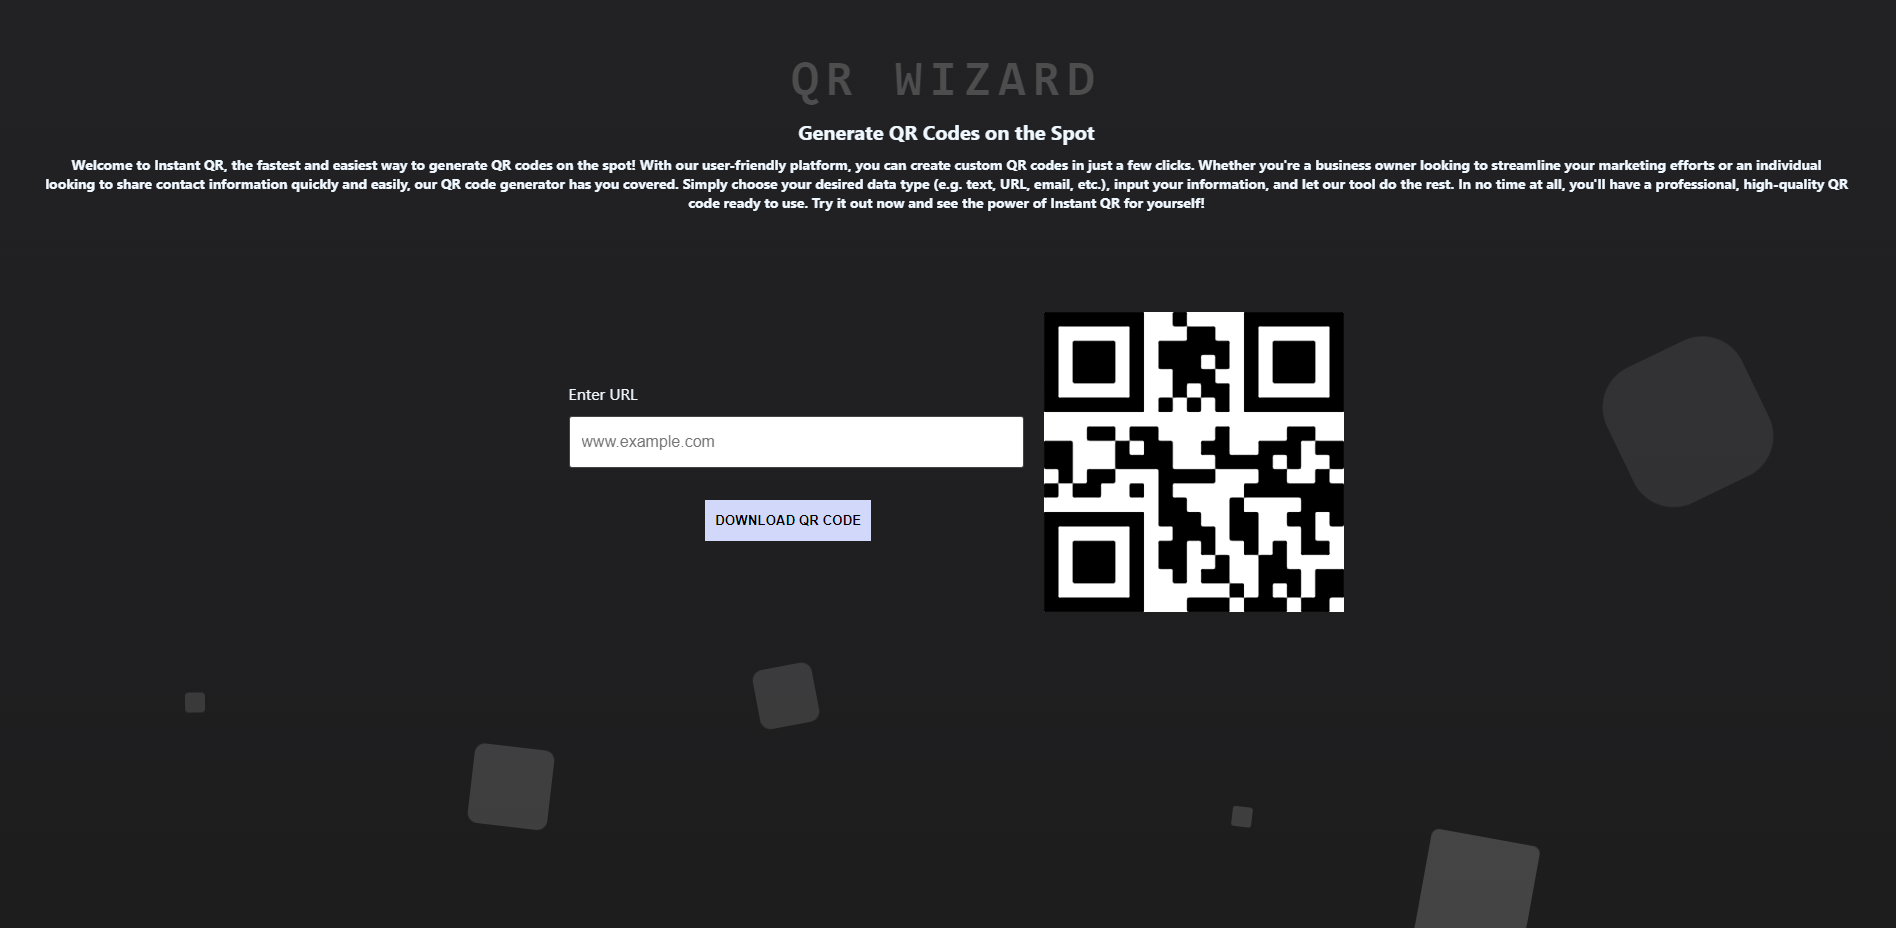 QR WIZARD
Generate QR Codes on the Spot
Welcome to Instant QR, the fastest and easiest way to generate QR codes on the spot! With our user-friendly platform, you can create custom QR codes in just a few clicks. Whether you're a business owner looking to streamline your marketing efforts or an individual
looking to share contact information quickly and easily, our QR code generator has you covered. Simply choose your desired data type (e.g. text, URL, email, etc.), input your information, and let our tool do the rest. In no time at all, you'll have a professional, high-quality QR
code ready to use. Try it out now and see the power of Instant QR for yourself!
Enter URL
www.example.com
DOWNLOAD QR CODE